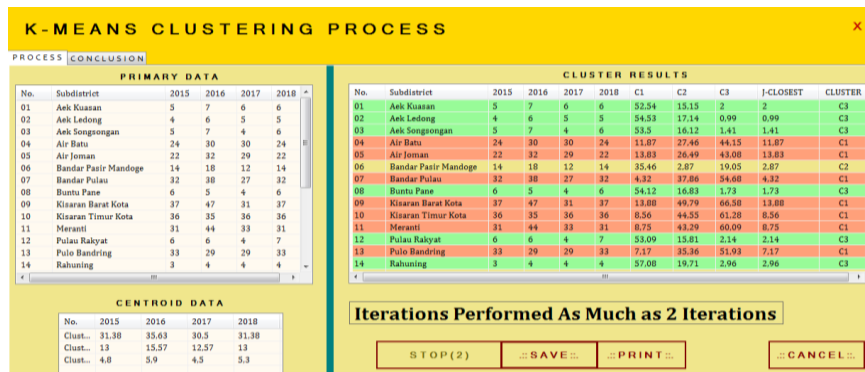 K-MEANS CLUSTERING PROCESS
X
PROCESS CONCLUSION
PRIMARY DATA
No. Subdistrict 2015 2016 2017 2018
01 Aek Kuasan 5 7 6 6
02 Aek Ledong 4 6 5 5
03 Aek Songsongan 5 7 4 6
04 Air Batu 24 30 30 24
05 Air Joman 22 32 29 22
06 Bandar Pasir Mandoge 14 18 12 14
07 Bandar Pulau 32 38 27 32
08 Buntu Pane 6 5 4 6
09 Kisaran Barat Kota 37 47 31 37
10 Kisaran Timur Kota 36 35 36 36
11 Meranti 31 44 33 31
12 Pulau Rakyat 6 6 4 7
13 Pulo Bandring 33 29 29 33
14 Rahuning 3 4 4 4
CENTROID DATA
No. 2015 2016 2017 2018
Clust... 31,38 35,63 30,5 31,38
Clust... 13 15,57 12,57 13
Clust... 4,8 5,9 4,5 5,3
CLUSTER RESULTS
No. Subdistrict 2015 2016 2017 2018 C1 C2 C3 J-CLOSEST CLUSTER
01 Aek Kuasan 5 7 6 6 52,54 15,15 2 2 C3
02 Aek Ledong 4 6 5 5 54,53 17,14 0,99 0,99 C3
03 Aek Songsongan 5 7 4 6 53,5 16,12 1,41 1,41 C3
04 Air Batu 24 30 30 24 11,87 27,46 44,15 11,87 C1
05 Air Joman 22 32 29 22 13,83 26,49 43,08 13,83 C1
06 Bandar Pasir Mandoge 14 18 12 14 35,46 2,87 19,05 2,87 C2
07 Bandar Pulau 32 38 27 32 4,32 37,86 54,68 4,32 C1
08 Buntu Pane 6 5 4 6 54,12 16,83 1,73 1,73 C3
09 Kisaran Barat Kota 37 47 31 37 13,88 49,79 66,58 13,88 C1
10 Kisaran Timur Kota 36 35 36 36 8,56 44,55 61,28 8,56 C1
11 Meranti 31 44 33 31 8,75 43,29 60,09 8,75 C1
12 Pulau Rakyat 6 6 4 7 53,09 15,81 2,14 2,14 C3
13 Pulo Bandring 33 29 29 33 7,17 35,36 51,93 7,17 C1
14 Rahuning 3 4 4 4 57,08 19,71 2,96 2,96 C3
Iterations Performed As Much as 2 Iterations
STOP(2) .::SAVE::. .::PRINT::. .::CANCEL::.